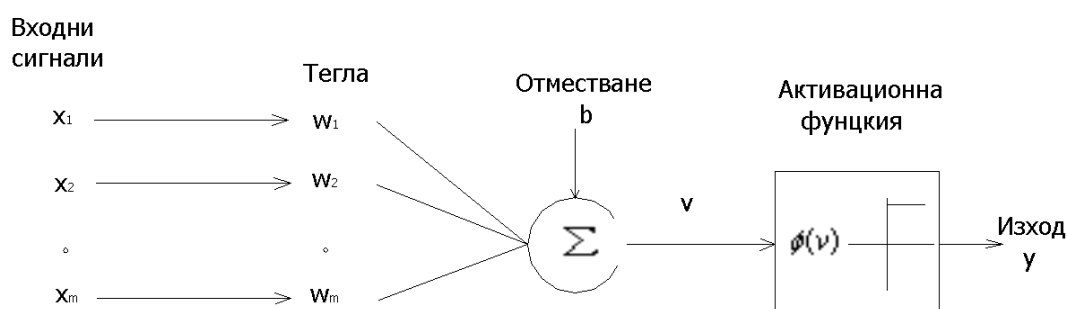 Входни
сигнали
Тегла
Отместване
b
Активационна
фунцкия
x₁
w₁
x₂
w₂
v
Σ
ϕ(ν)
Изход
y
xₘ
wₘ